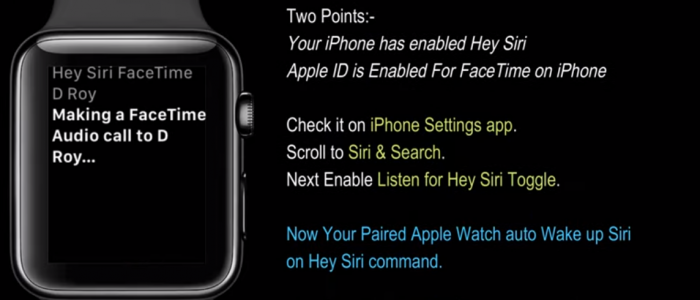 Hey Siri FaceTime
D Roy
Making a FaceTime
Audio call to D
Roy...
Two Points:-
Your iPhone has enabled Hey Siri
Apple ID is Enabled For FaceTime on iPhone
Check it on iPhone Settings app.
Scroll to Siri & Search.
Next Enable Listen for Hey Siri Toggle.
Now Your Paired Apple Watch auto Wake up Siri
on Hey Siri command.